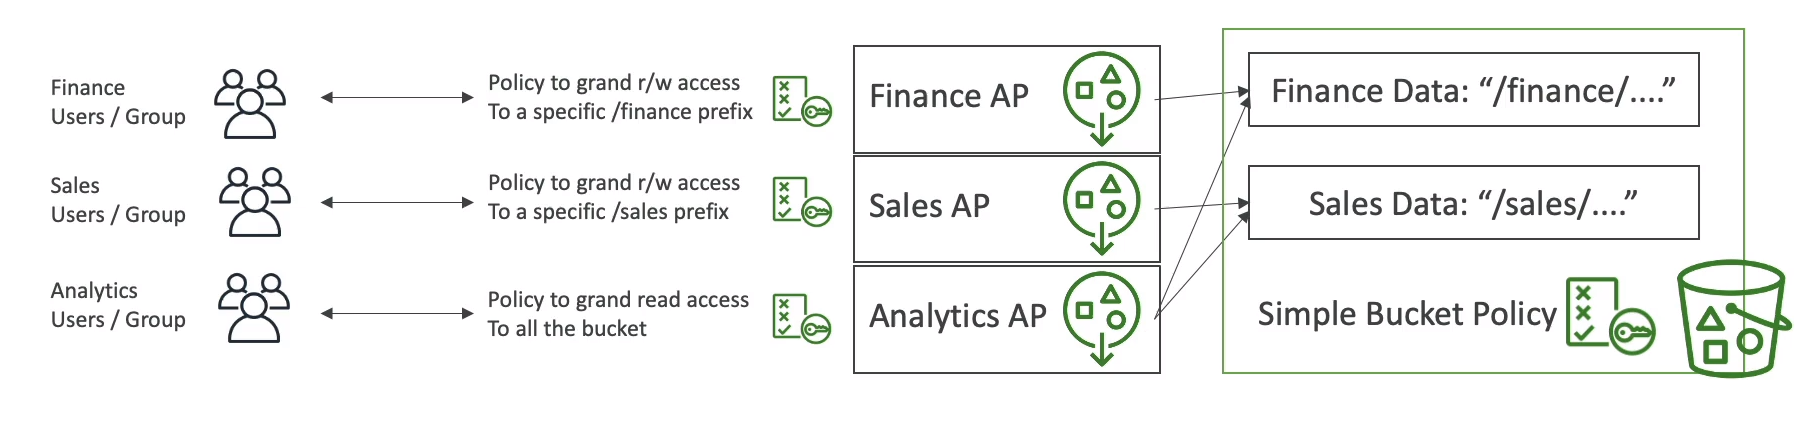 Finance
Users / Group
Policy to grand r/w access
To a specific /finance prefix
Finance AP
Finance Data: “/finance/....”
Sales
Users / Group
Policy to grand r/w access
To a specific /sales prefix
Sales AP
Sales Data: “/sales/....”
Analytics
Users / Group
Policy to grand read access
To all the bucket
Analytics AP
Simple Bucket Policy